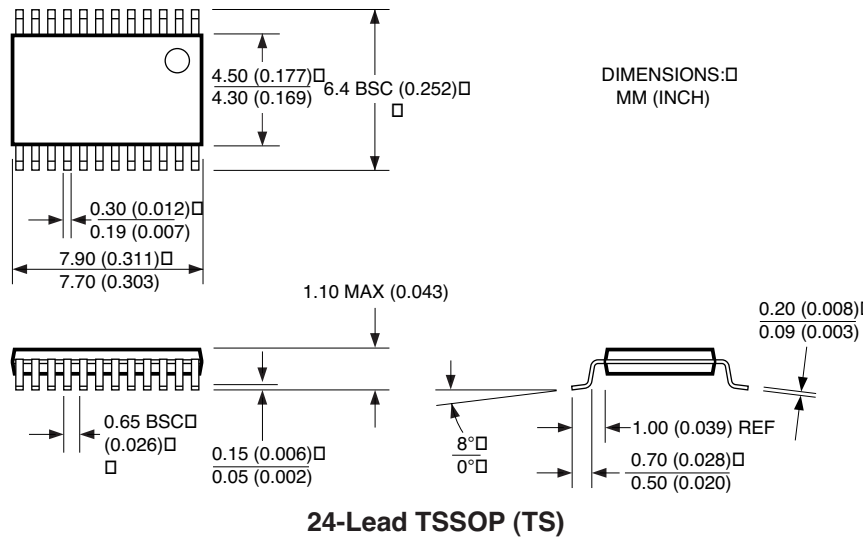 4.50 (0.177)
4.30 (0.169)
6.4 BSC (0.252)
DIMENSIONS:
MM (INCH)
0.30 (0.012)
0.19 (0.007)
7.90 (0.311)
7.70 (0.303)
1.10 MAX (0.043)
0.20 (0.008)
0.09 (0.003)
0.65 BSC
(0.026)
0.15 (0.006)
0.05 (0.002)
8°
0°
1.00 (0.039) REF
0.70 (0.028)
0.50 (0.020)
24-Lead TSSOP (TS)